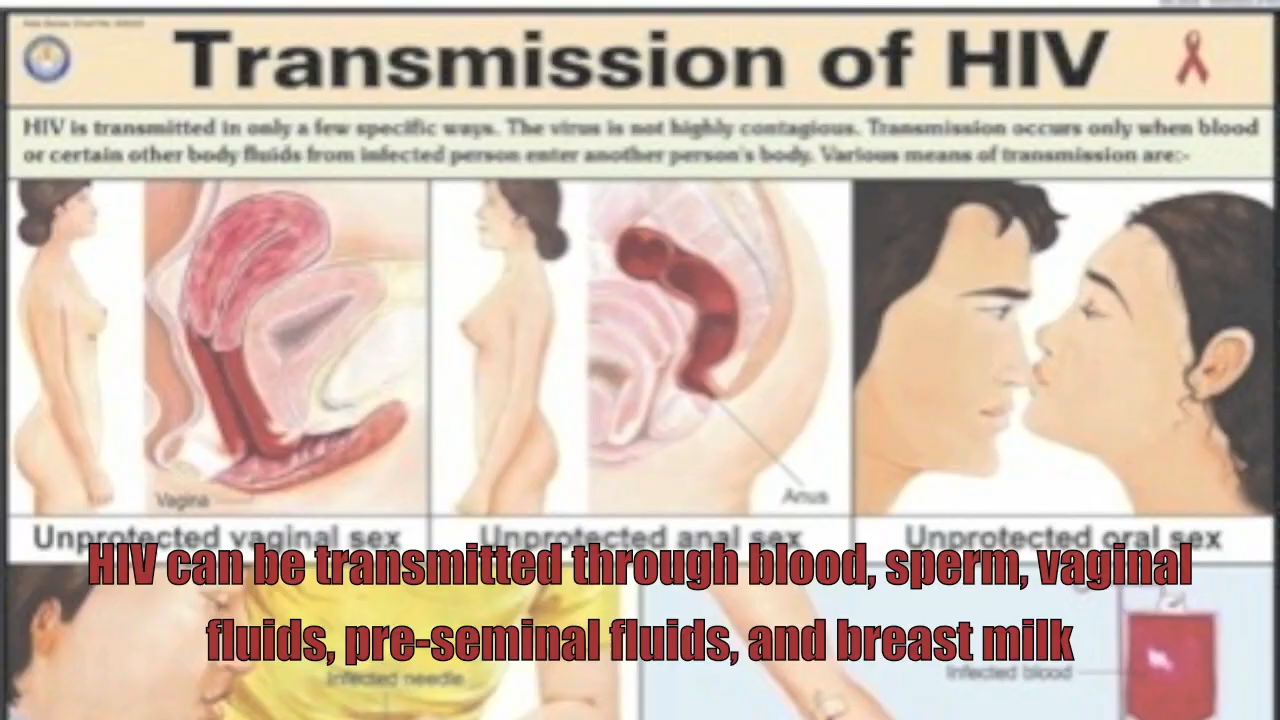 Transmission of HIV
HIV is transmitted in only a few specific ways. The virus is not highly contagious. Transmission occurs only when blood
or certain other body fluids from infected person enter another person's body. Various means of transmission are:-
Vagina
Anus
Unprotected vaginal sex
Unprotected anal sex
Unprotected oral sex
HIV can be transmitted through blood, sperm, vaginal
fluids, pre-seminal fluids, and breast milk
Infected needle
Infected blood